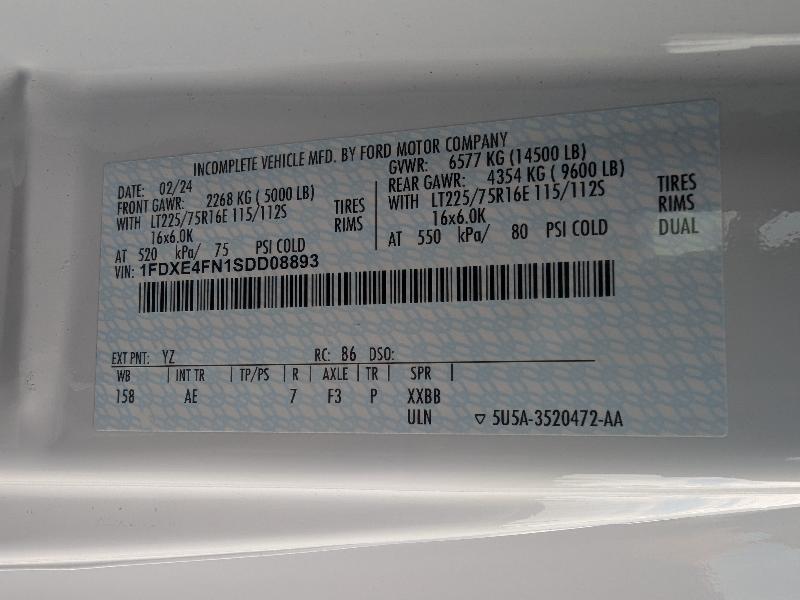 INCOMPLETE VEHICLE MFD. BY FORD MOTOR COMPANY
DATE: 02/24
GVWR: 6577 KG (14500 LB)
FRONT GAWR: 2268 KG ( 5000 LB)
REAR GAWR: 4354 KG ( 9600 LB)
WITH LT225/75R16E 115/112S TIRES
WITH LT225/75R16E 115/112S TIRES
16x6.0K RIMS
16x6.0K RIMS
AT 520 kPa/ 75 PSI COLD
AT 550 kPa/ 80 PSI COLD DUAL
VIN: 1FDXE4FN1SDD08893
EXT PNT: YZ RC: 86 DSO:
WB INT TR TP/PS R AXLE TR SPR
158 AE 7 F3 P XXBB
ULN ▽ 5U5A-3520472-AA